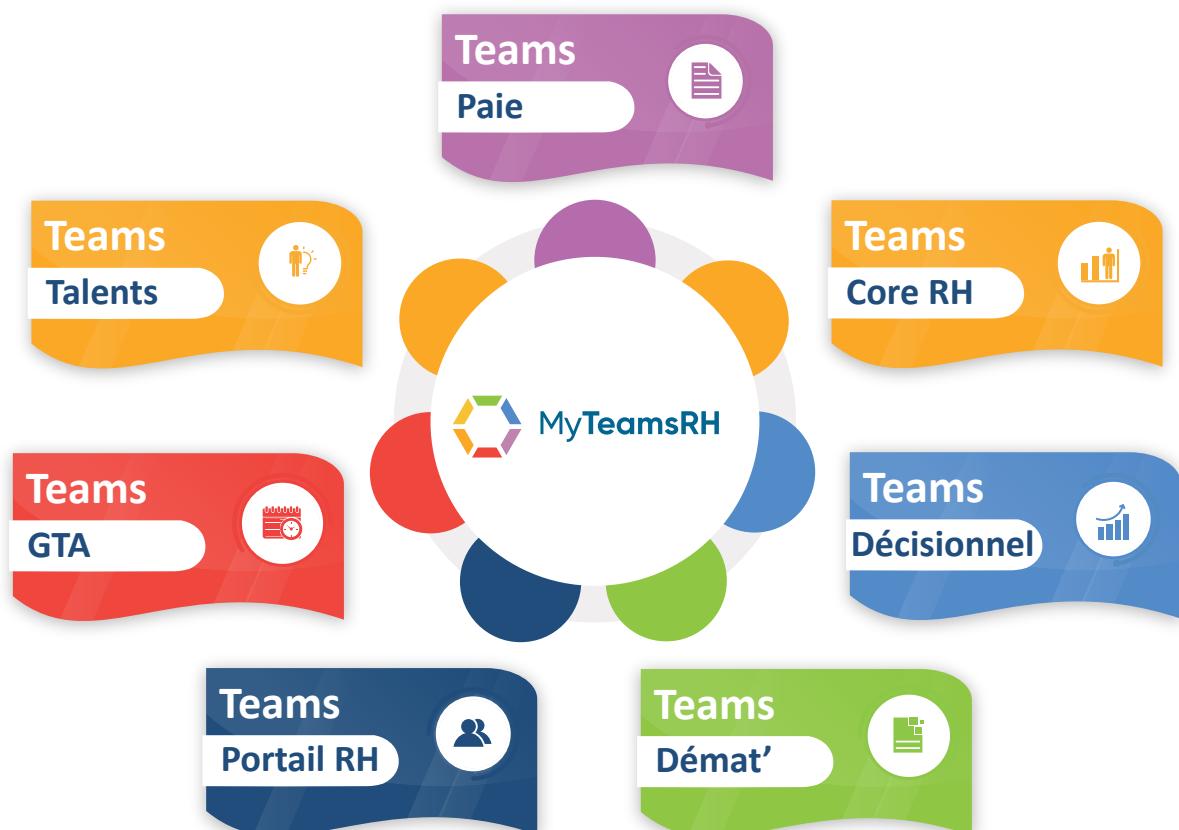 Teams
Paie
Teams
Talents
Teams
Core RH
MyTeamsRH
Teams
GTA
Teams
Décisionnel
Teams
Portail RH
Teams
Démat’